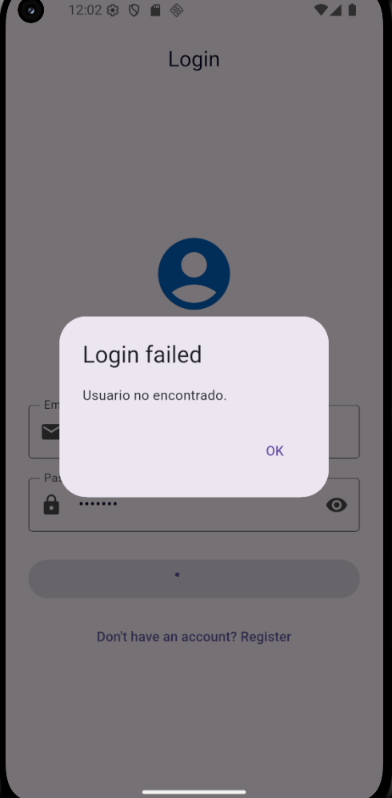 12:02
Login
Login failed
Usuario no encontrado.
OK
Don't have an account? Register